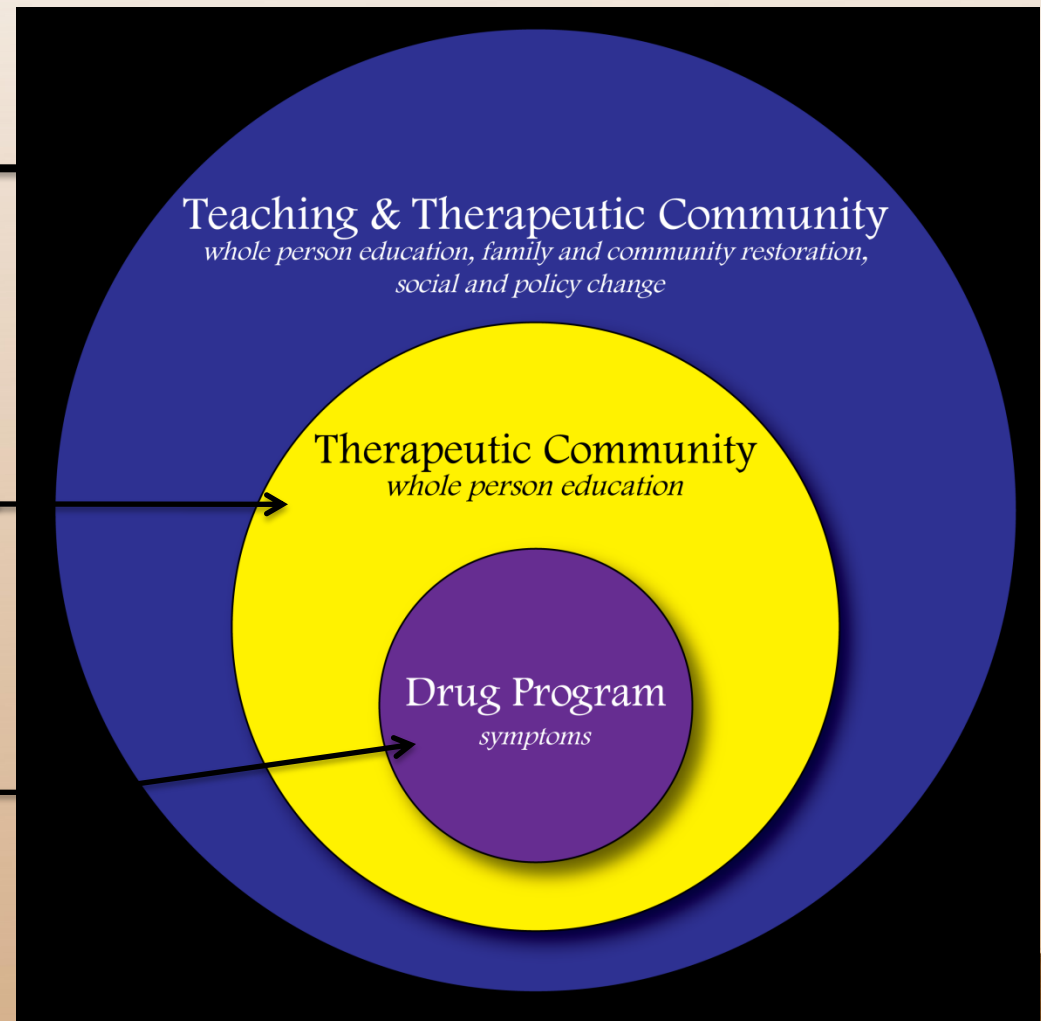 Teaching & Therapeutic Community
whole person education, family and community restoration,
social and policy change
Therapeutic Community
whole person education
Drug Program
symptoms